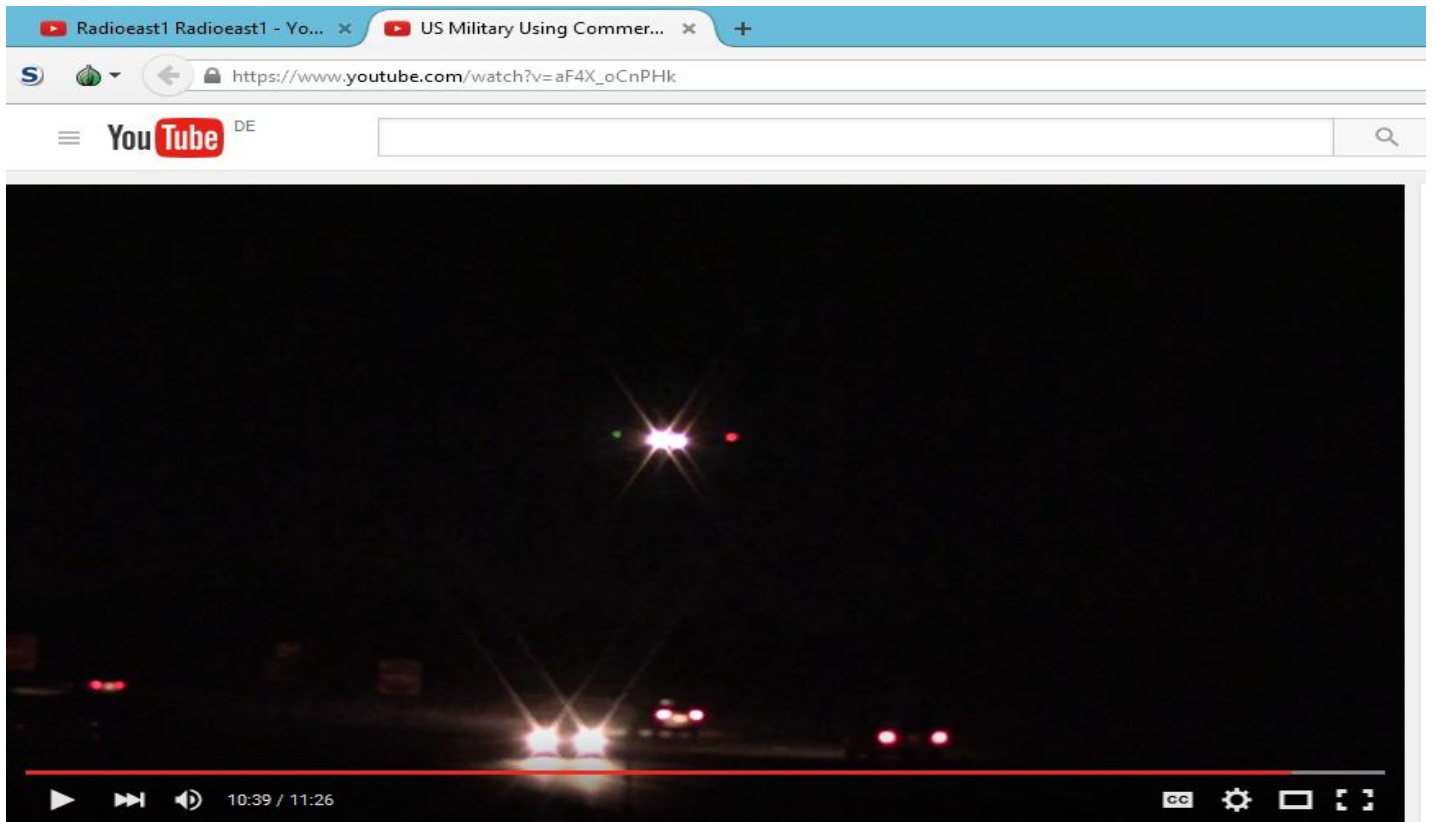 Radioeast1 Radioeast1 - Yo... US Military Using Commer...
https://www.youtube.com/watch?v=aF4X_oCnPHk
YouTube DE
10:39 / 11:26 CC